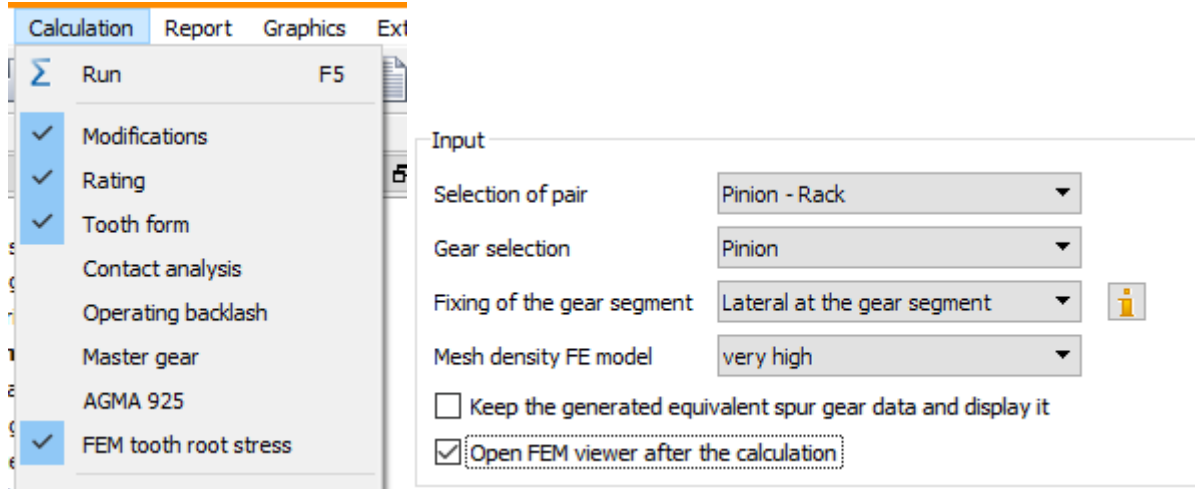 Calculation Report Graphics Ext
Run F5
Modifications
Rating
Tooth form
Contact analysis
Operating backlash
Master gear
AGMA 925
FEM tooth root stress
Input
Selection of pair Pinion - Rack
Gear selection Pinion
Fixing of the gear segment Lateral at the gear segment
Mesh density FE model very high
Keep the generated equivalent spur gear data and display it
Open FEM viewer after the calculation